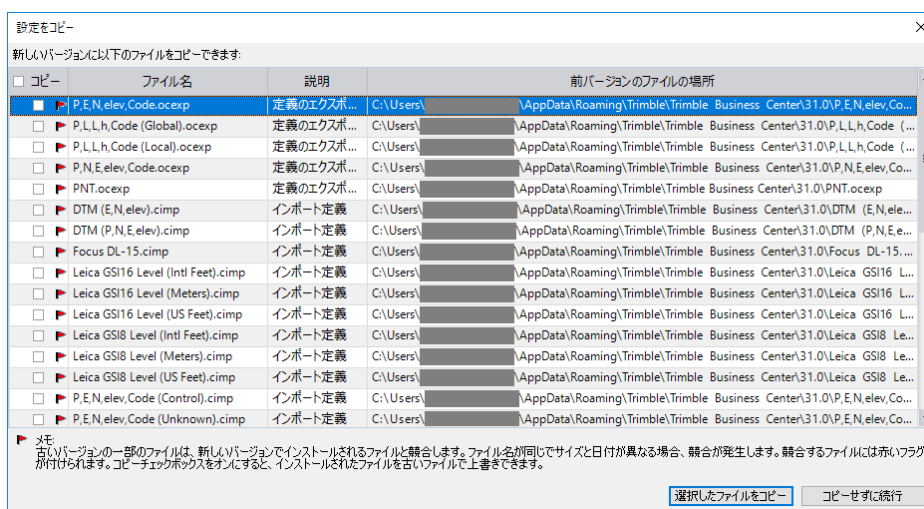 設定をコピー
新しいバージョンに以下のファイルをコピーできます:
コピー ファイル名 説明 前バージョンのファイルの場所
P,E,N,elev,Code.ocexp 定義のエクスポ... C:\Users\ \AppData\Roaming\Trimble\Trimble Business Center\31.0\P,E,N,elev,Co...
P,L,L,h,Code (Global).ocexp 定義のエクスポ... C:\Users\ \AppData\Roaming\Trimble\Trimble Business Center\31.0\P,L,L,h,Code (...
P,L,L,h,Code (Local).ocexp 定義のエクスポ... C:\Users\ \AppData\Roaming\Trimble\Trimble Business Center\31.0\P,L,L,h,Code (...
P,N,E,elev,Code.ocexp 定義のエクスポ... C:\Users\ \AppData\Roaming\Trimble\Trimble Business Center\31.0\P,N,E,elev,Co...
PNT.ocexp 定義のエクスポ... C:\Users\ \AppData\Roaming\Trimble\Trimble Business Center\31.0\PNT.ocexp
DTM (E,N,elev).cimp インポート定義 C:\Users\ \AppData\Roaming\Trimble\Trimble Business Center\31.0\DTM (E,N,ele...
DTM (P,N,E,elev).cimp インポート定義 C:\Users\ \AppData\Roaming\Trimble\Trimble Business Center\31.0\DTM (P,N,E,e...
Focus DL-15.cimp インポート定義 C:\Users\ \AppData\Roaming\Trimble\Trimble Business Center\31.0\Focus DL-15....
Leica GSI16 Level (Intl Feet).cimp インポート定義 C:\Users\ \AppData\Roaming\Trimble\Trimble Business Center\31.0\Leica GSI16 L...
Leica GSI16 Level (Meters).cimp インポート定義 C:\Users\ \AppData\Roaming\Trimble\Trimble Business Center\31.0\Leica GSI16 L...
Leica GSI16 Level (US Feet).cimp インポート定義 C:\Users\ \AppData\Roaming\Trimble\Trimble Business Center\31.0\Leica GSI16 L...
Leica GSI8 Level (Intl Feet).cimp インポート定義 C:\Users\ \AppData\Roaming\Trimble\Trimble Business Center\31.0\Leica GSI8 Le...
Leica GSI8 Level (Meters).cimp インポート定義 C:\Users\ \AppData\Roaming\Trimble\Trimble Business Center\31.0\Leica GSI8 Le...
Leica GSI8 Level (US Feet).cimp インポート定義 C:\Users\ \AppData\Roaming\Trimble\Trimble Business Center\31.0\Leica GSI8 Le...
P,E,N,elev,Code (Control).cimp インポート定義 C:\Users\ \AppData\Roaming\Trimble\Trimble Business Center\31.0\P,E,N,elev,Co...
P,E,N,elev,Code (Unknown).cimp インポート定義 C:\Users\ \AppData\Roaming\Trimble\Trimble Business Center\31.0\P,E,N,elev,Co...
メモ:
古いバージョンの一部のファイルは、新しいバージョンでインストールされるファイルと競合します。ファイル名が同じでサイズと日付が異なる場合、競合が発生します。競合するファイルには赤いフラグ
が付けられます。コピーチェックボックスをオンにすると、インストールされたファイルを古いファイルで上書きできます。
選択したファイルをコピー コピーせずに続行